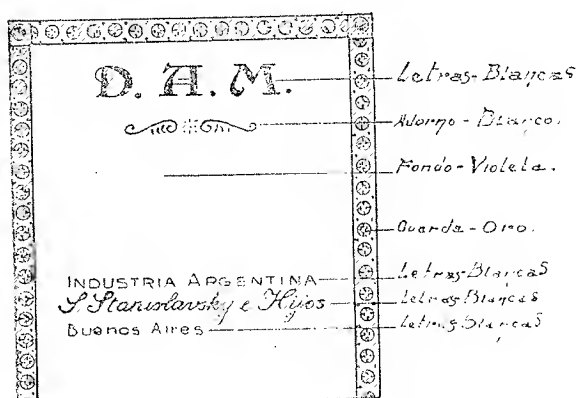 D. A. M. Letras-Blancas
Adorno-Blanco.
Fondo-Violeta.
Guarda-Oro.
INDUSTRIA ARGENTINA Letras-Blancas
S. Stanislavsky e Hijos Letras Blancas
Buenos Aires Letras Blancas